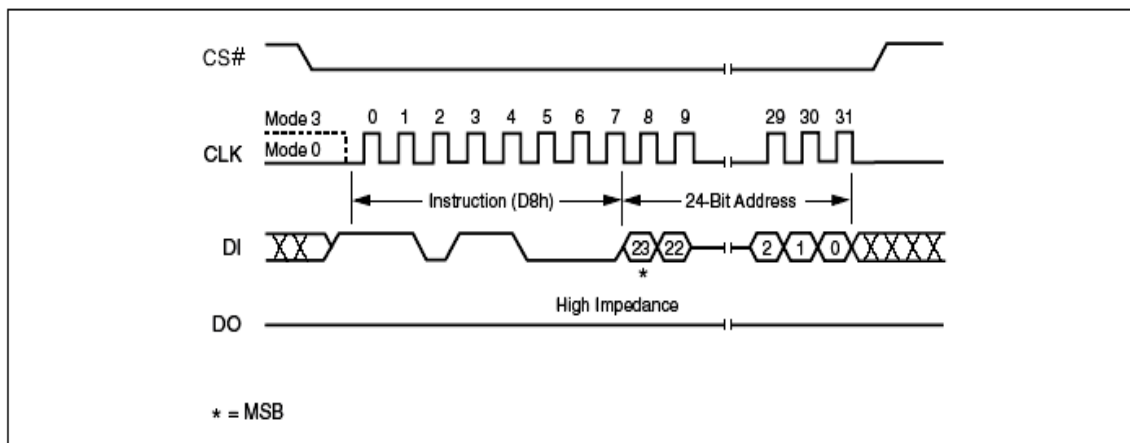 CS#
Mode 3 0 1 2 3 4 5 6 7 8 9 29 30 31
CLK Mode 0
Instruction (D8h) 24-Bit Address
DI 23 22 2 1 0
*
High Impedance
DO
* = MSB